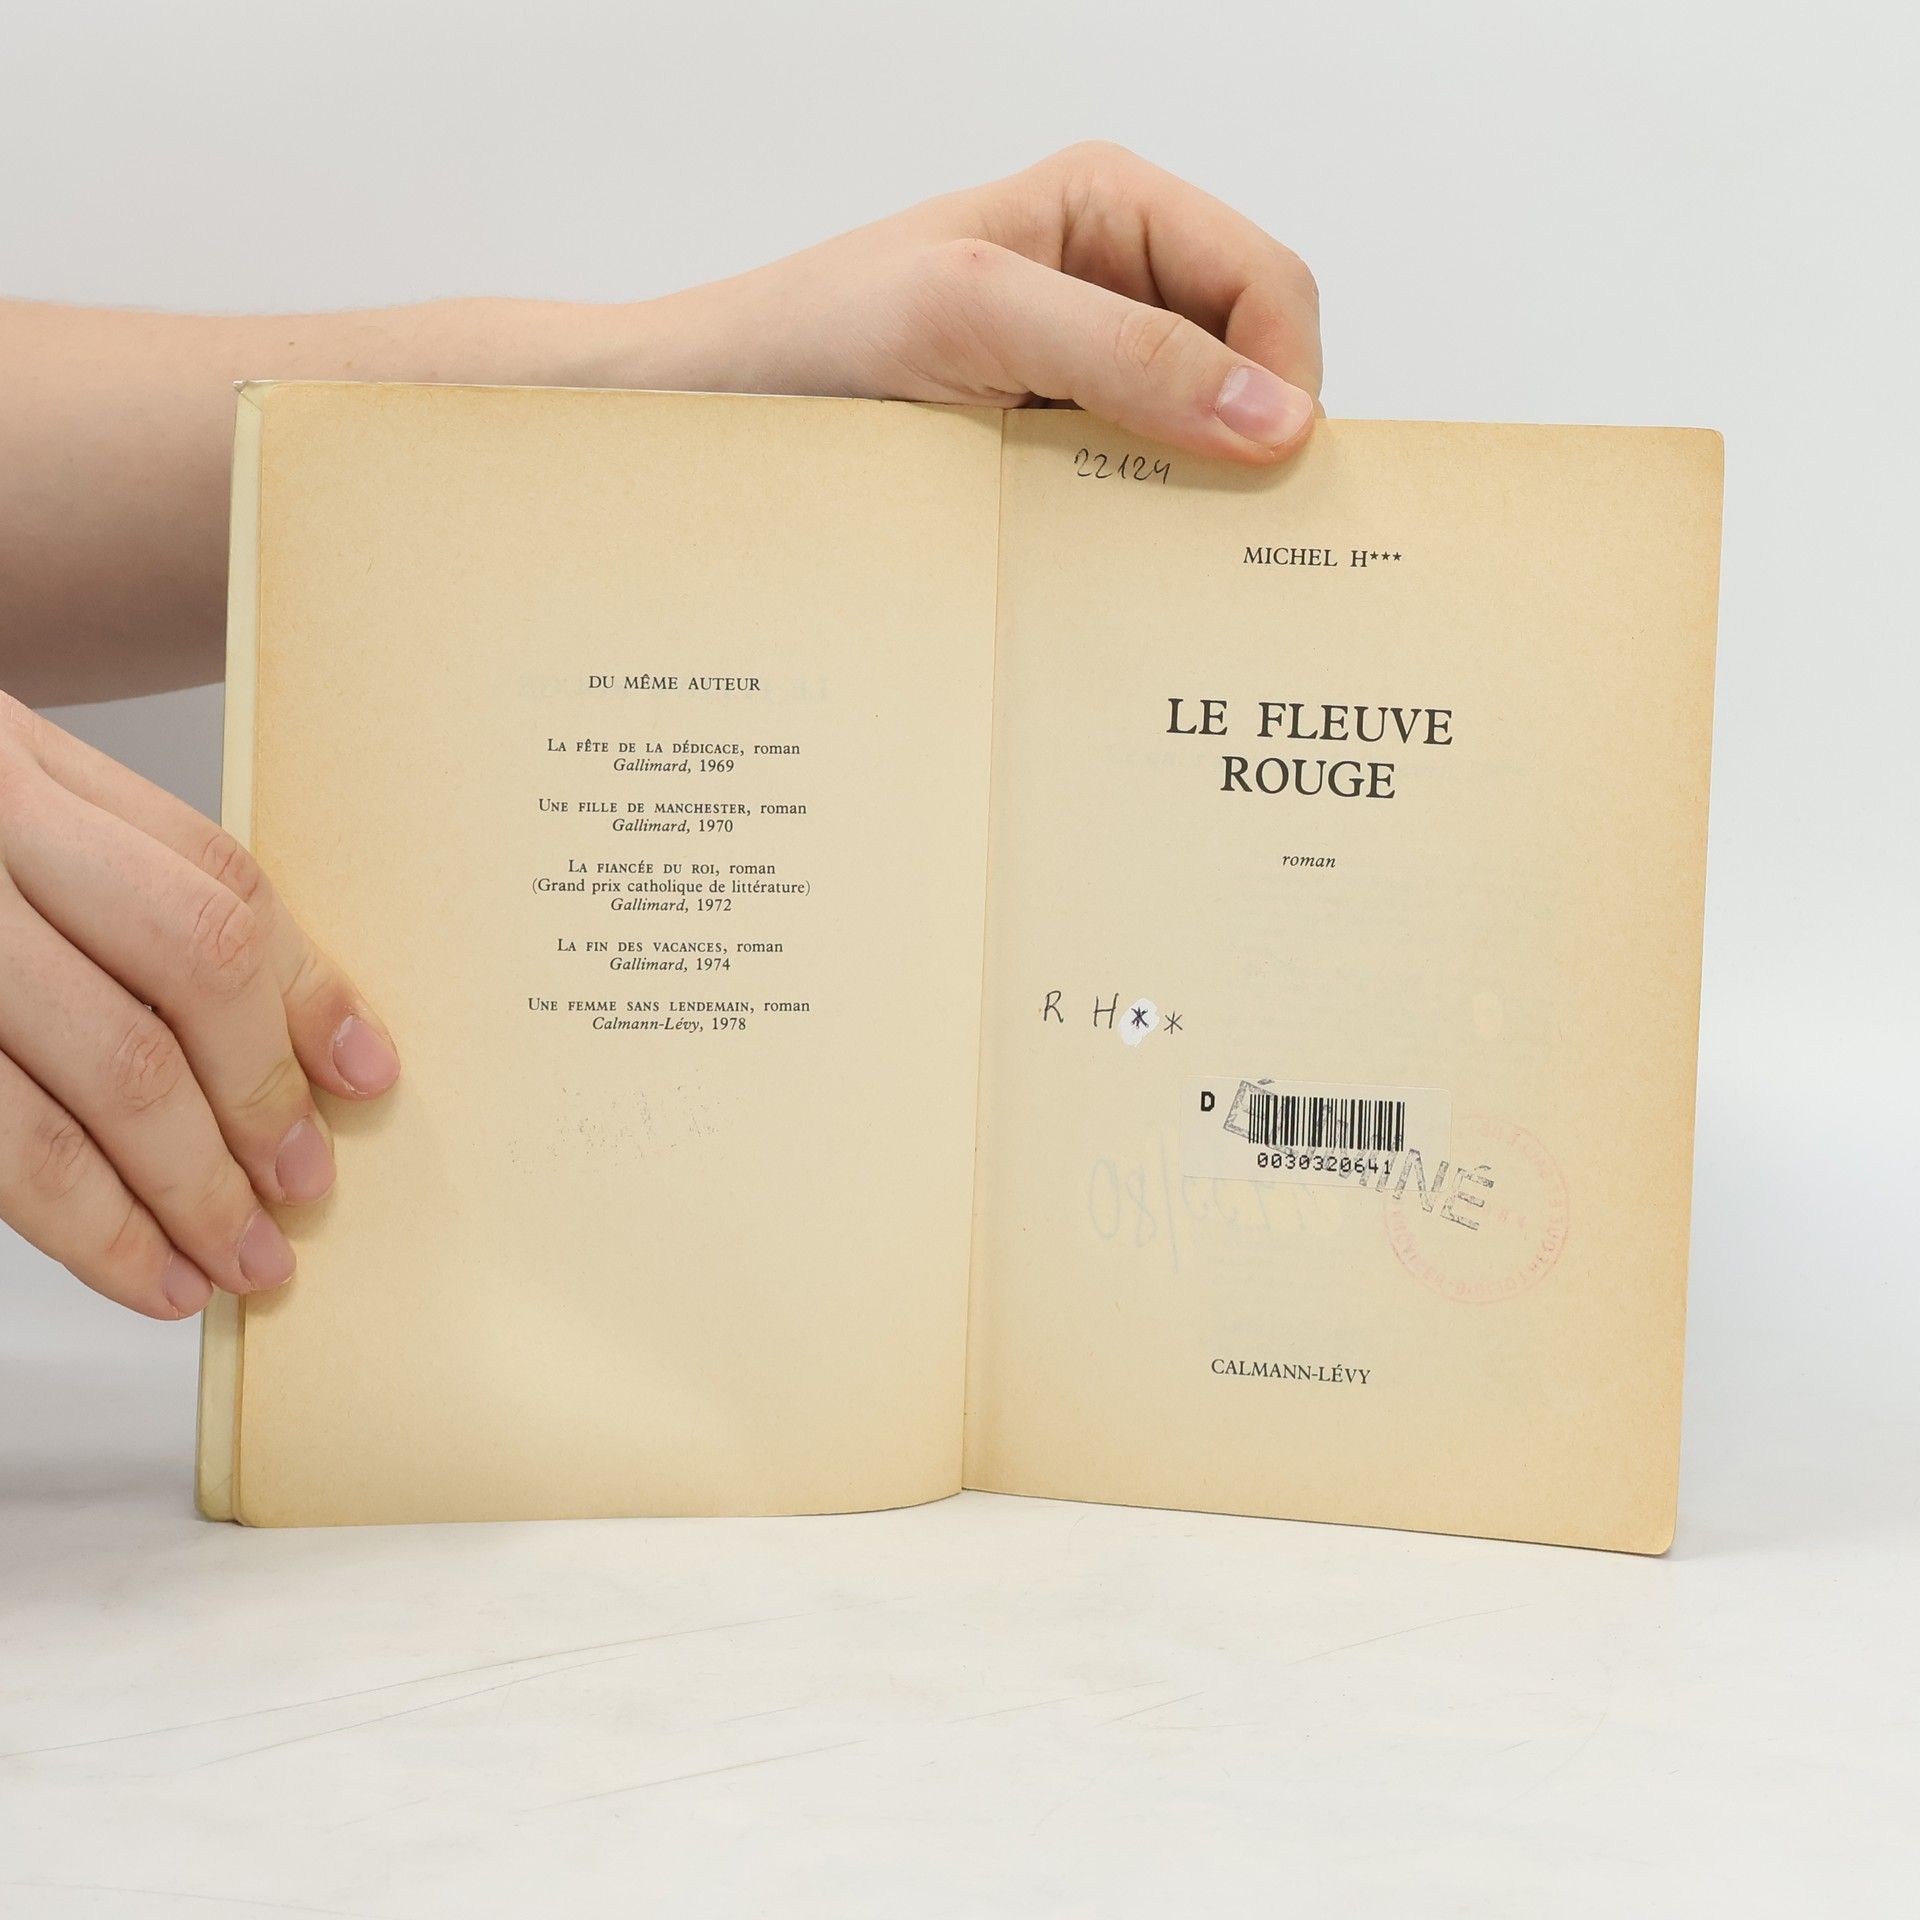 DU MÊME AUTEUR
LA FÊTE DE LA DÉDICACE, roman
Gallimard, 1969
UNE FILLE DE MANCHESTER, roman
Gallimard, 1970
LA FIANCÉE DU ROI, roman
(Grand prix catholique de littérature)
Gallimard, 1972
LA FIN DES VACANCES, roman
Gallimard, 1974
UNE FEMME SANS LENDEMAIN, roman
Calmann-Lévy, 1978
22124
MICHEL H***
LE FLEUVE
ROUGE
roman
R H**
D
ÉLIMINÉ
0030320641
CALMANN-LÉVY